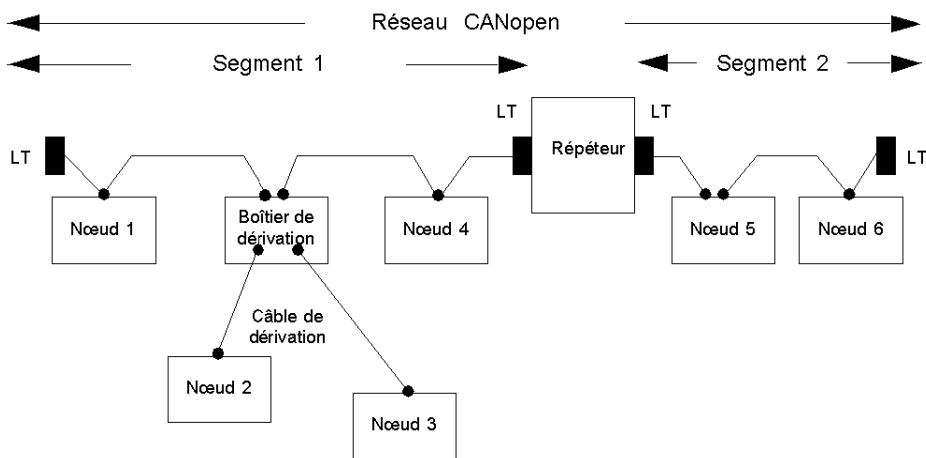 Réseau CANopen
Segment 1
Segment 2
LT
LT
LT
Répéteur
LT
Nœud 1
Boîtier de
dérivation
Nœud 4
Nœud 5
Nœud 6
Câble de
dérivation
Nœud 2
Nœud 3